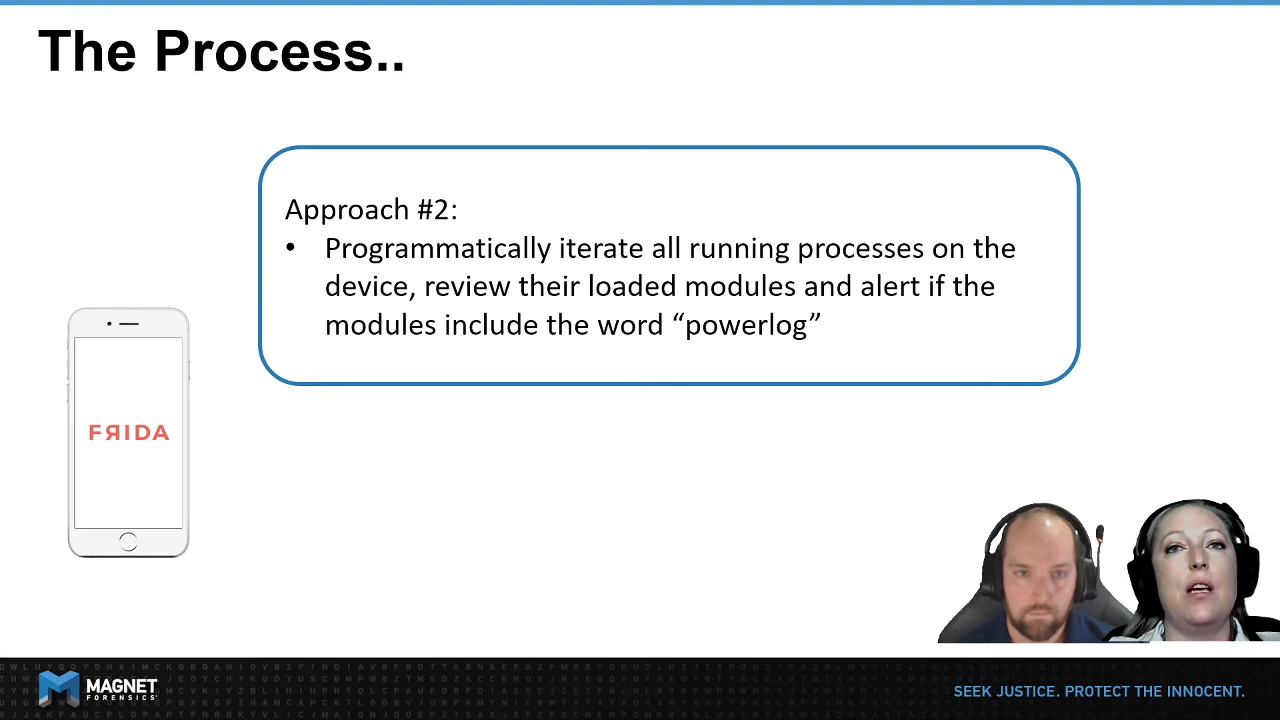 The Process..
Approach #2:
• Programmatically iterate all running processes on the
device, review their loaded modules and alert if the
modules include the word “powerlog”
FЯIDA
MAGNET
FORENSICS
SEEK JUSTICE. PROTECT THE INNOCENT.